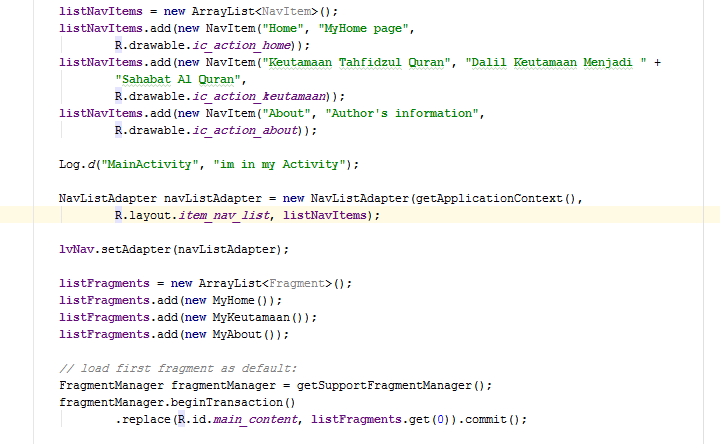 listNavItems = new ArrayList<NavItem>();
listNavItems.add(new NavItem("Home", "MyHome page",
R.drawable.ic_action_home));
listNavItems.add(new NavItem("Keutamaan Tahfidzul Quran", "Dalil Keutamaan Menjadi " +
"Sahabat Al Quran",
R.drawable.ic_action_keutamaan));
listNavItems.add(new NavItem("About", "Author's information",
R.drawable.ic_action_about));
Log.d("MainActivity", "im in my Activity");
NavListAdapter navListAdapter = new NavListAdapter(getApplicationContext(),
R.layout.item_nav_list, listNavItems);
lvNav.setAdapter(navListAdapter);
listFragments = new ArrayList<Fragment>();
listFragments.add(new MyHome());
listFragments.add(new MyKeutamaan());
listFragments.add(new MyAbout());
// load first fragment as default:
FragmentManager fragmentManager = getSupportFragmentManager();
fragmentManager.beginTransaction()
.replace(R.id.main_content, listFragments.get(0)).commit();